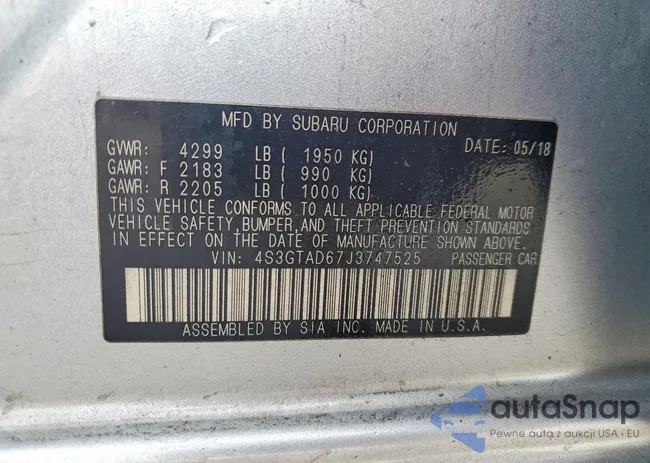 MFD BY SUBARU CORPORATION
DATE: 05/18
GVWR: 4299 LB ( 1950 KG)
GAWR: F 2183 LB ( 990 KG)
GAWR: R 2205 LB ( 1000 KG)
THIS VEHICLE CONFORMS TO ALL APPLICABLE FEDERAL MOTOR
VEHICLE SAFETY, BUMPER, AND THEFT PREVENTION STANDARDS
IN EFFECT ON THE DATE OF MANUFACTURE SHOWN ABOVE.
VIN: 4S3GTAD67J3747525 PASSENGER CAR
ASSEMBLED BY SIA INC. MADE IN U.S.A.
autaSnap
Pewne auta z aukcji USA i EU